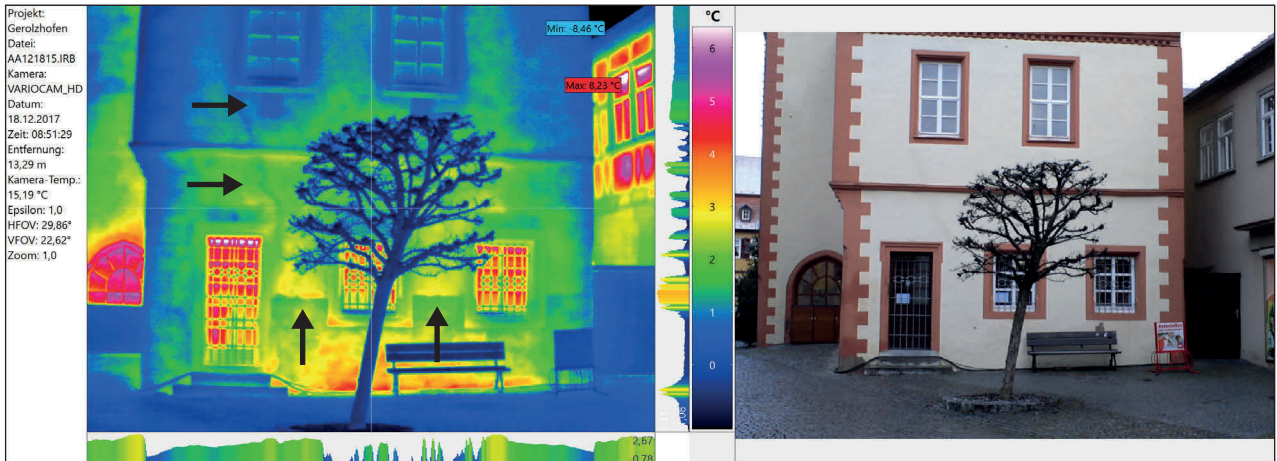 Projekt:
Gerolzhofen
Datei:
AA121815.IRB
Kamera:
VARIOCAM_HD
Datum:
18.12.2017
Zeit: 08:51:29
Entfernung:
13,29 m
Kamera-Temp.:
15,19 °C
Epsilon: 1,0
HFOV: 29,86°
VFOV: 22,62°
Zoom: 1,0
Min: -8,46 °C
Max: 8,23 °C
°C
6
5
4
3
2
1
0
2,67
0,78